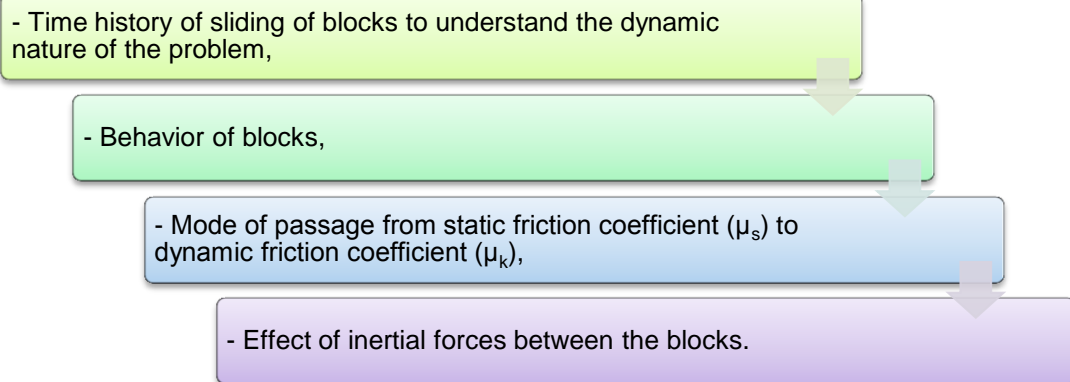 - Time history of sliding of blocks to understand the dynamic
nature of the problem,
- Behavior of blocks,
- Mode of passage from static friction coefficient (μs) to
dynamic friction coefficient (μk),
- Effect of inertial forces between the blocks.